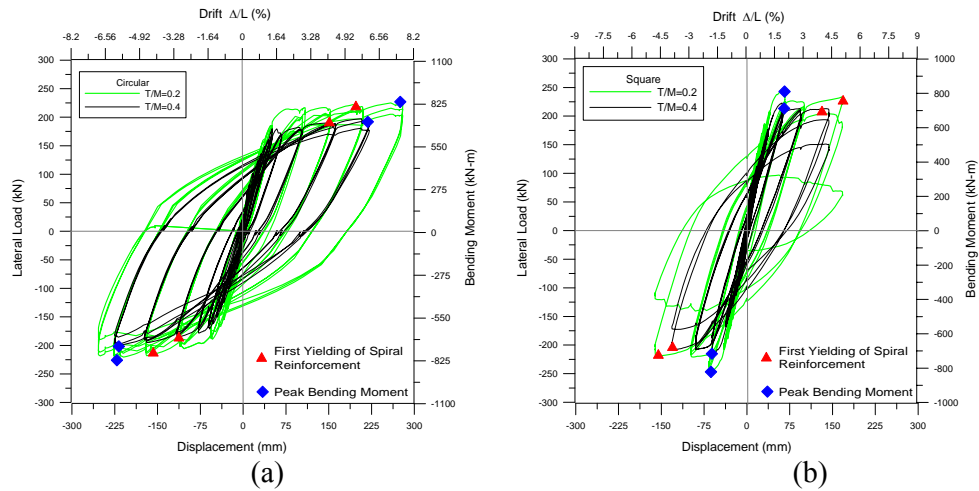 Drift Δ/L (%)
-8.2 -6.56 -4.92 -3.28 -1.64 0 1.64 3.28 4.92 6.56 8.2
300
250
200
150
100
50
0
-50
-100
-150
-200
-250
-300
Lateral Load (kN)
Circular
T/M=0.2
T/M=0.4
1100
825
550
275
0
-275
-550
-825
-1100
Bending Moment (kN-m)
First Yielding of Spiral
Reinforcement
Peak Bending Moment
-300 -225 -150 -75 0 75 150 225 300
Displacement (mm)
(a)
Drift Δ/L (%)
-9 -7.5 -6 -4.5 -3 -1.5 0 1.5 3 4.5 6 7.5 9
300
250
200
150
100
50
0
-50
-100
-150
-200
-250
-300
Lateral Load (kN)
Square
T/M=0.2
T/M=0.4
1000
800
600
400
200
0
-200
-400
-600
-800
-1000
Bending Moment (kN-m)
First Yielding of Spiral
Reinforcement
Peak Bending Moment
-300 -225 -150 -75 0 75 150 225 300
Displacement (mm)
(b)